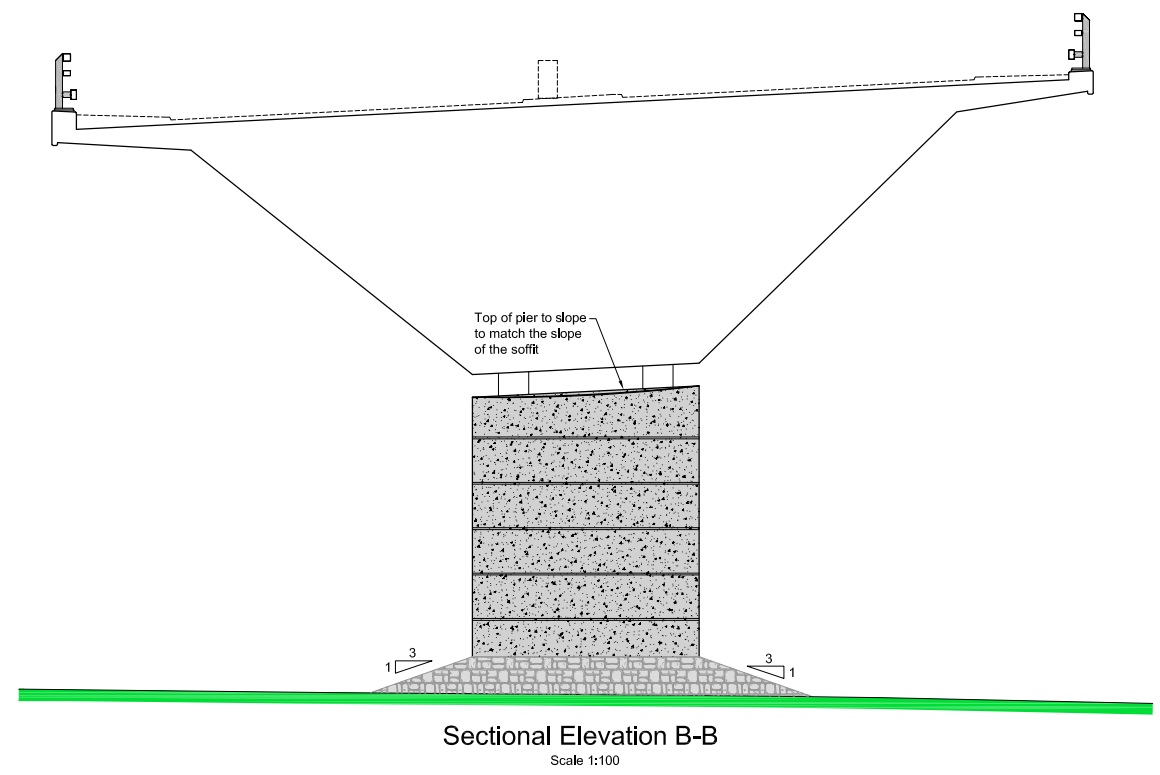 Top of pier to slope
to match the slope
of the soffit
3
1
3
1
Sectional Elevation B-B
Scale 1:100